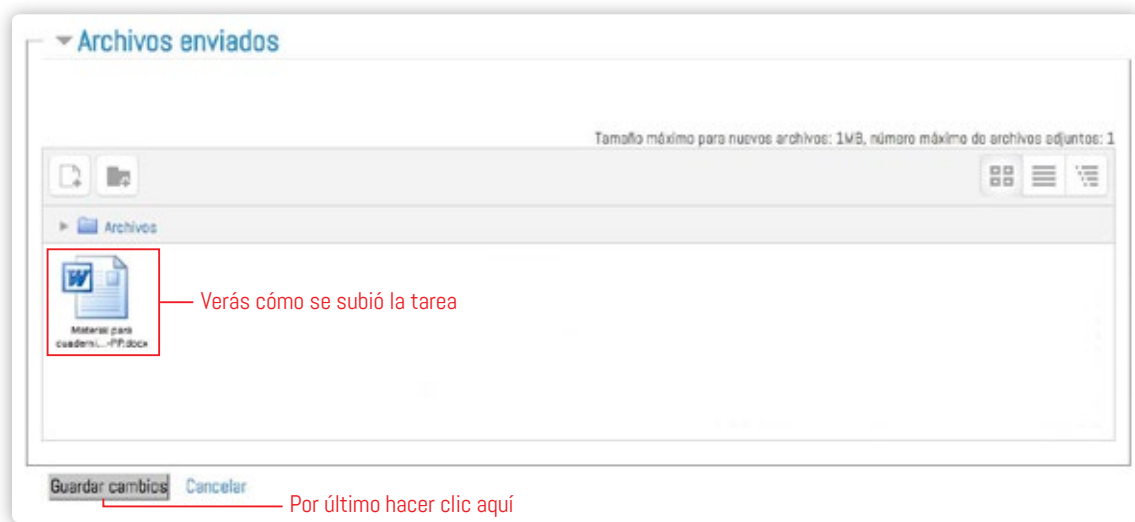 Archivos enviados
Tamaño máximo para nuevos archivos: 1MB, número máximo de archivos adjuntos: 1
Archivos
Verás cómo se subió la tarea
Material para
cuaderni...-PP.docx
Guardar cambios Cancelar
Por último hacer clic aquí